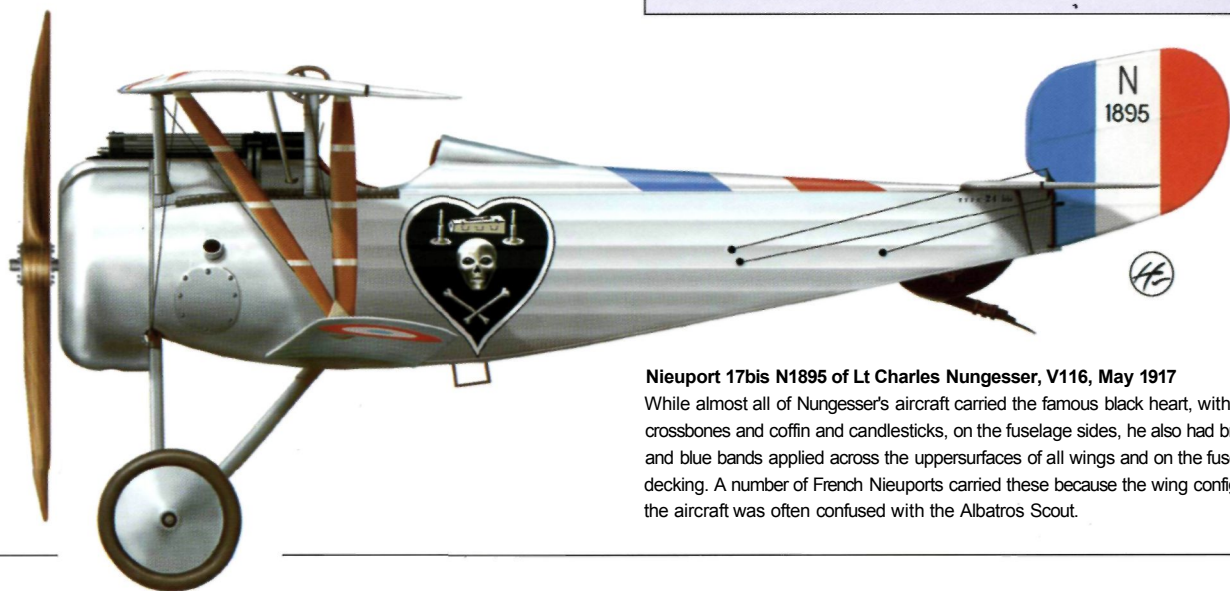 N
1895
Nieuport 17bis N1895 of Lt Charles Nungesser, V116, May 1917
While almost all of Nungesser's aircraft carried the famous black heart, with
crossbones and coffin and candlesticks, on the fuselage sides, he also had
and blue bands applied across the uppersurfaces of all wings and on the
decking. A number of French Nieuports carried these because the wing
the aircraft was often confused with the Albatros Scout.